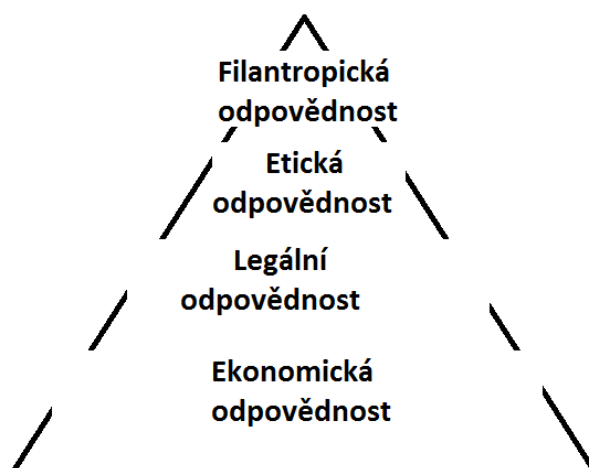 Filantropická
odpovědnost
Etická
odpovědnost
Legální
odpovědnost
Ekonomická
odpovědnost